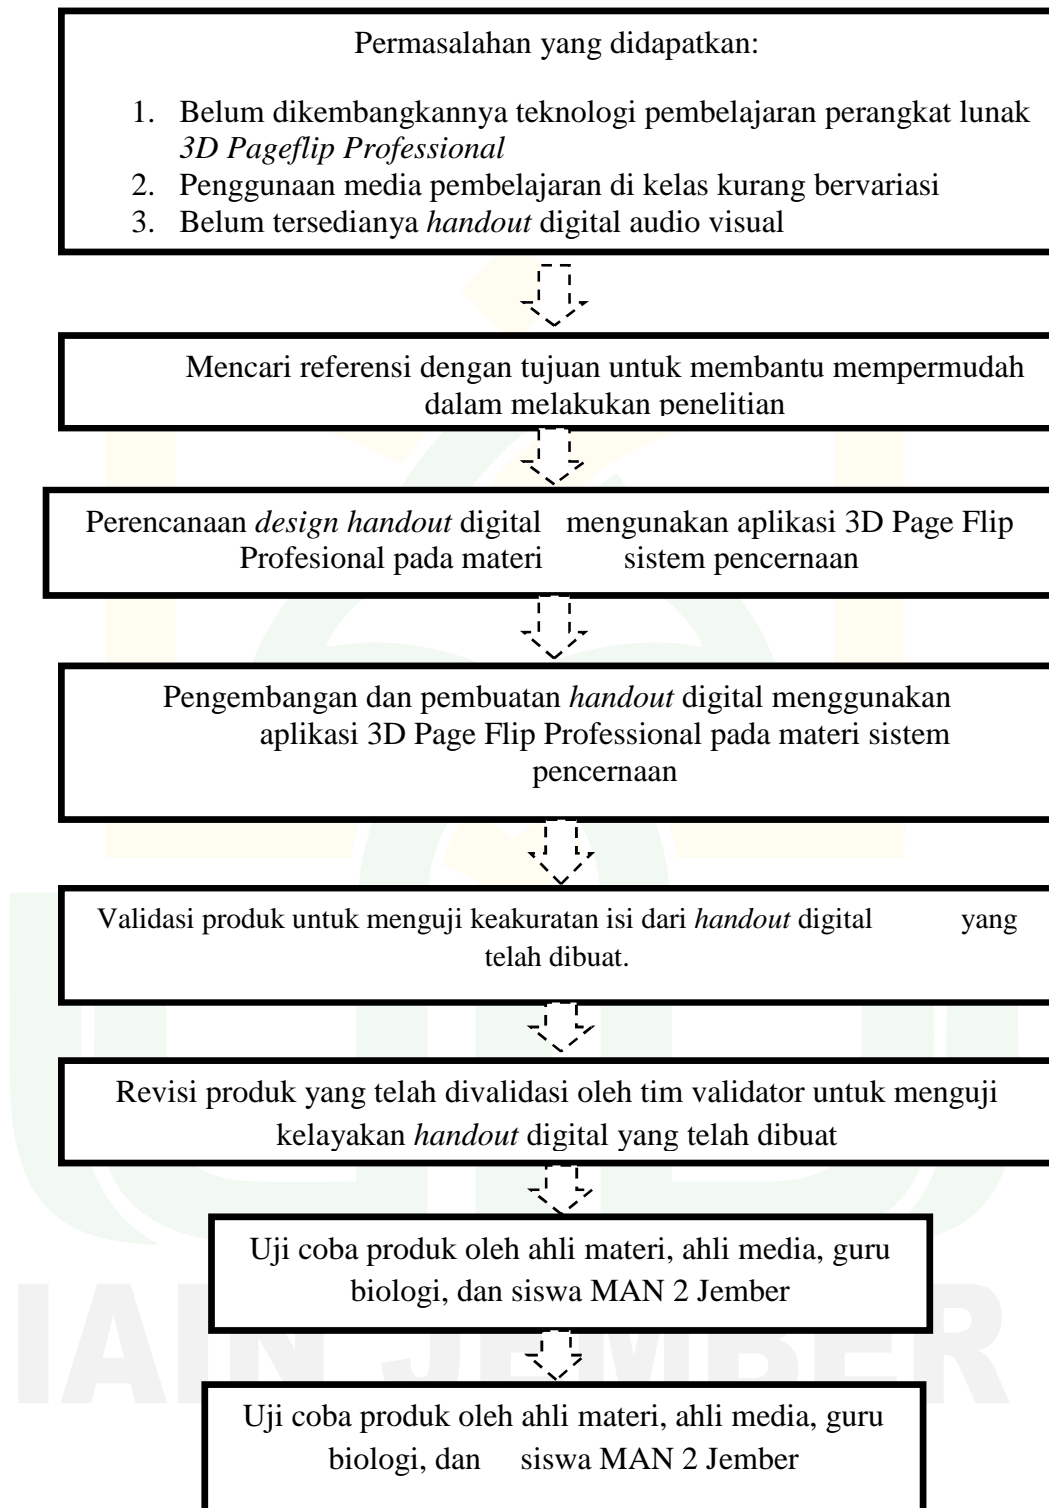 Permasalahan yang didapatkan:
1. Belum dikembangkannya teknologi pembelajaran perangkat lunak
3D Pageflip Professional
2. Penggunaan media pembelajaran di kelas kurang bervariasi
3. Belum tersedianya handout digital audio visual
Mencari referensi dengan tujuan untuk membantu mempermudah
dalam melakukan penelitian
Perencanaan design handout digital mengunakan aplikasi 3D Page Flip
Profesional pada materi sistem pencernaan
Pengembangan dan pembuatan handout digital menggunakan
aplikasi 3D Page Flip Professional pada materi sistem
pencernaan
Validasi produk untuk menguji keakuratan isi dari handout digital yang
telah dibuat.
Revisi produk yang telah divalidasi oleh tim validator untuk menguji
kelayakan handout digital yang telah dibuat
Uji coba produk oleh ahli materi, ahli media, guru
biologi, dan siswa MAN 2 Jember
IAIN JEMBER
Uji coba produk oleh ahli materi, ahli media, guru
biologi, dan siswa MAN 2 Jember